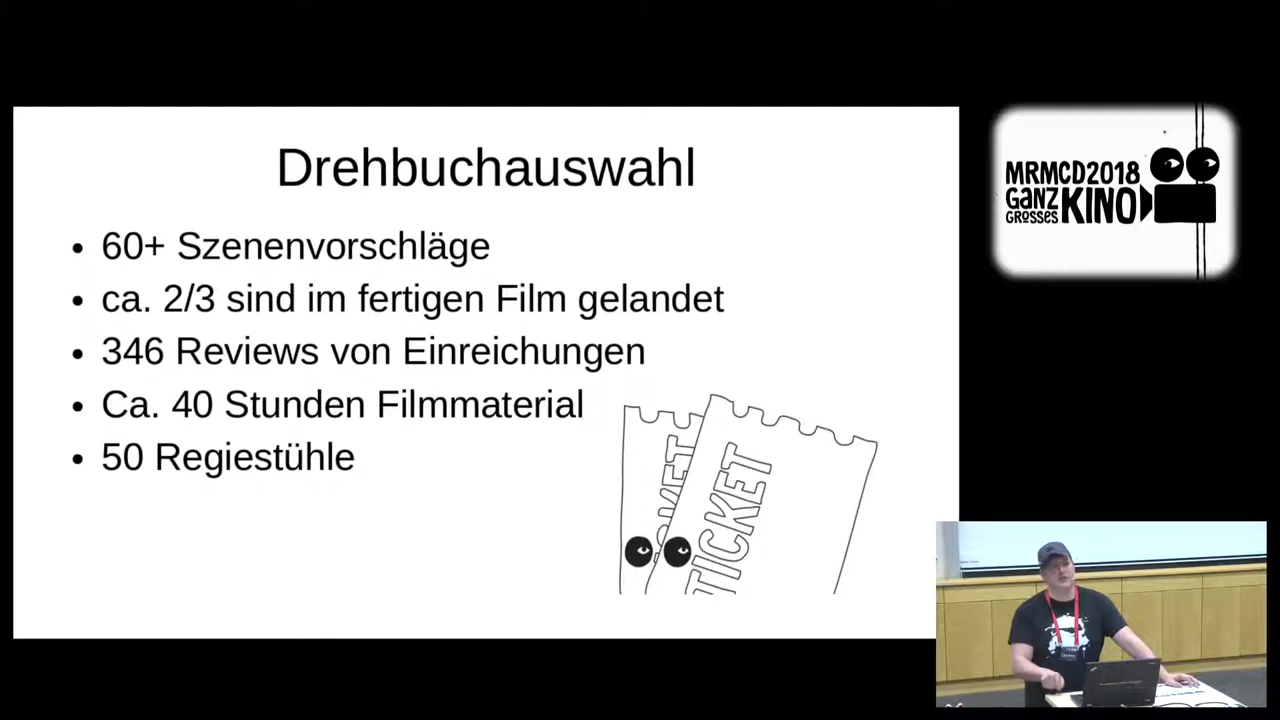 Drehbuchauswahl
• 60+ Szenenvorschläge
• ca. 2/3 sind im fertigen Film gelandet
• 346 Reviews von Einreichungen
• Ca. 40 Stunden Filmmaterial
• 50 Regiestühle
TICKET
MRMCD2018
GANZ
GROSSES
KINO